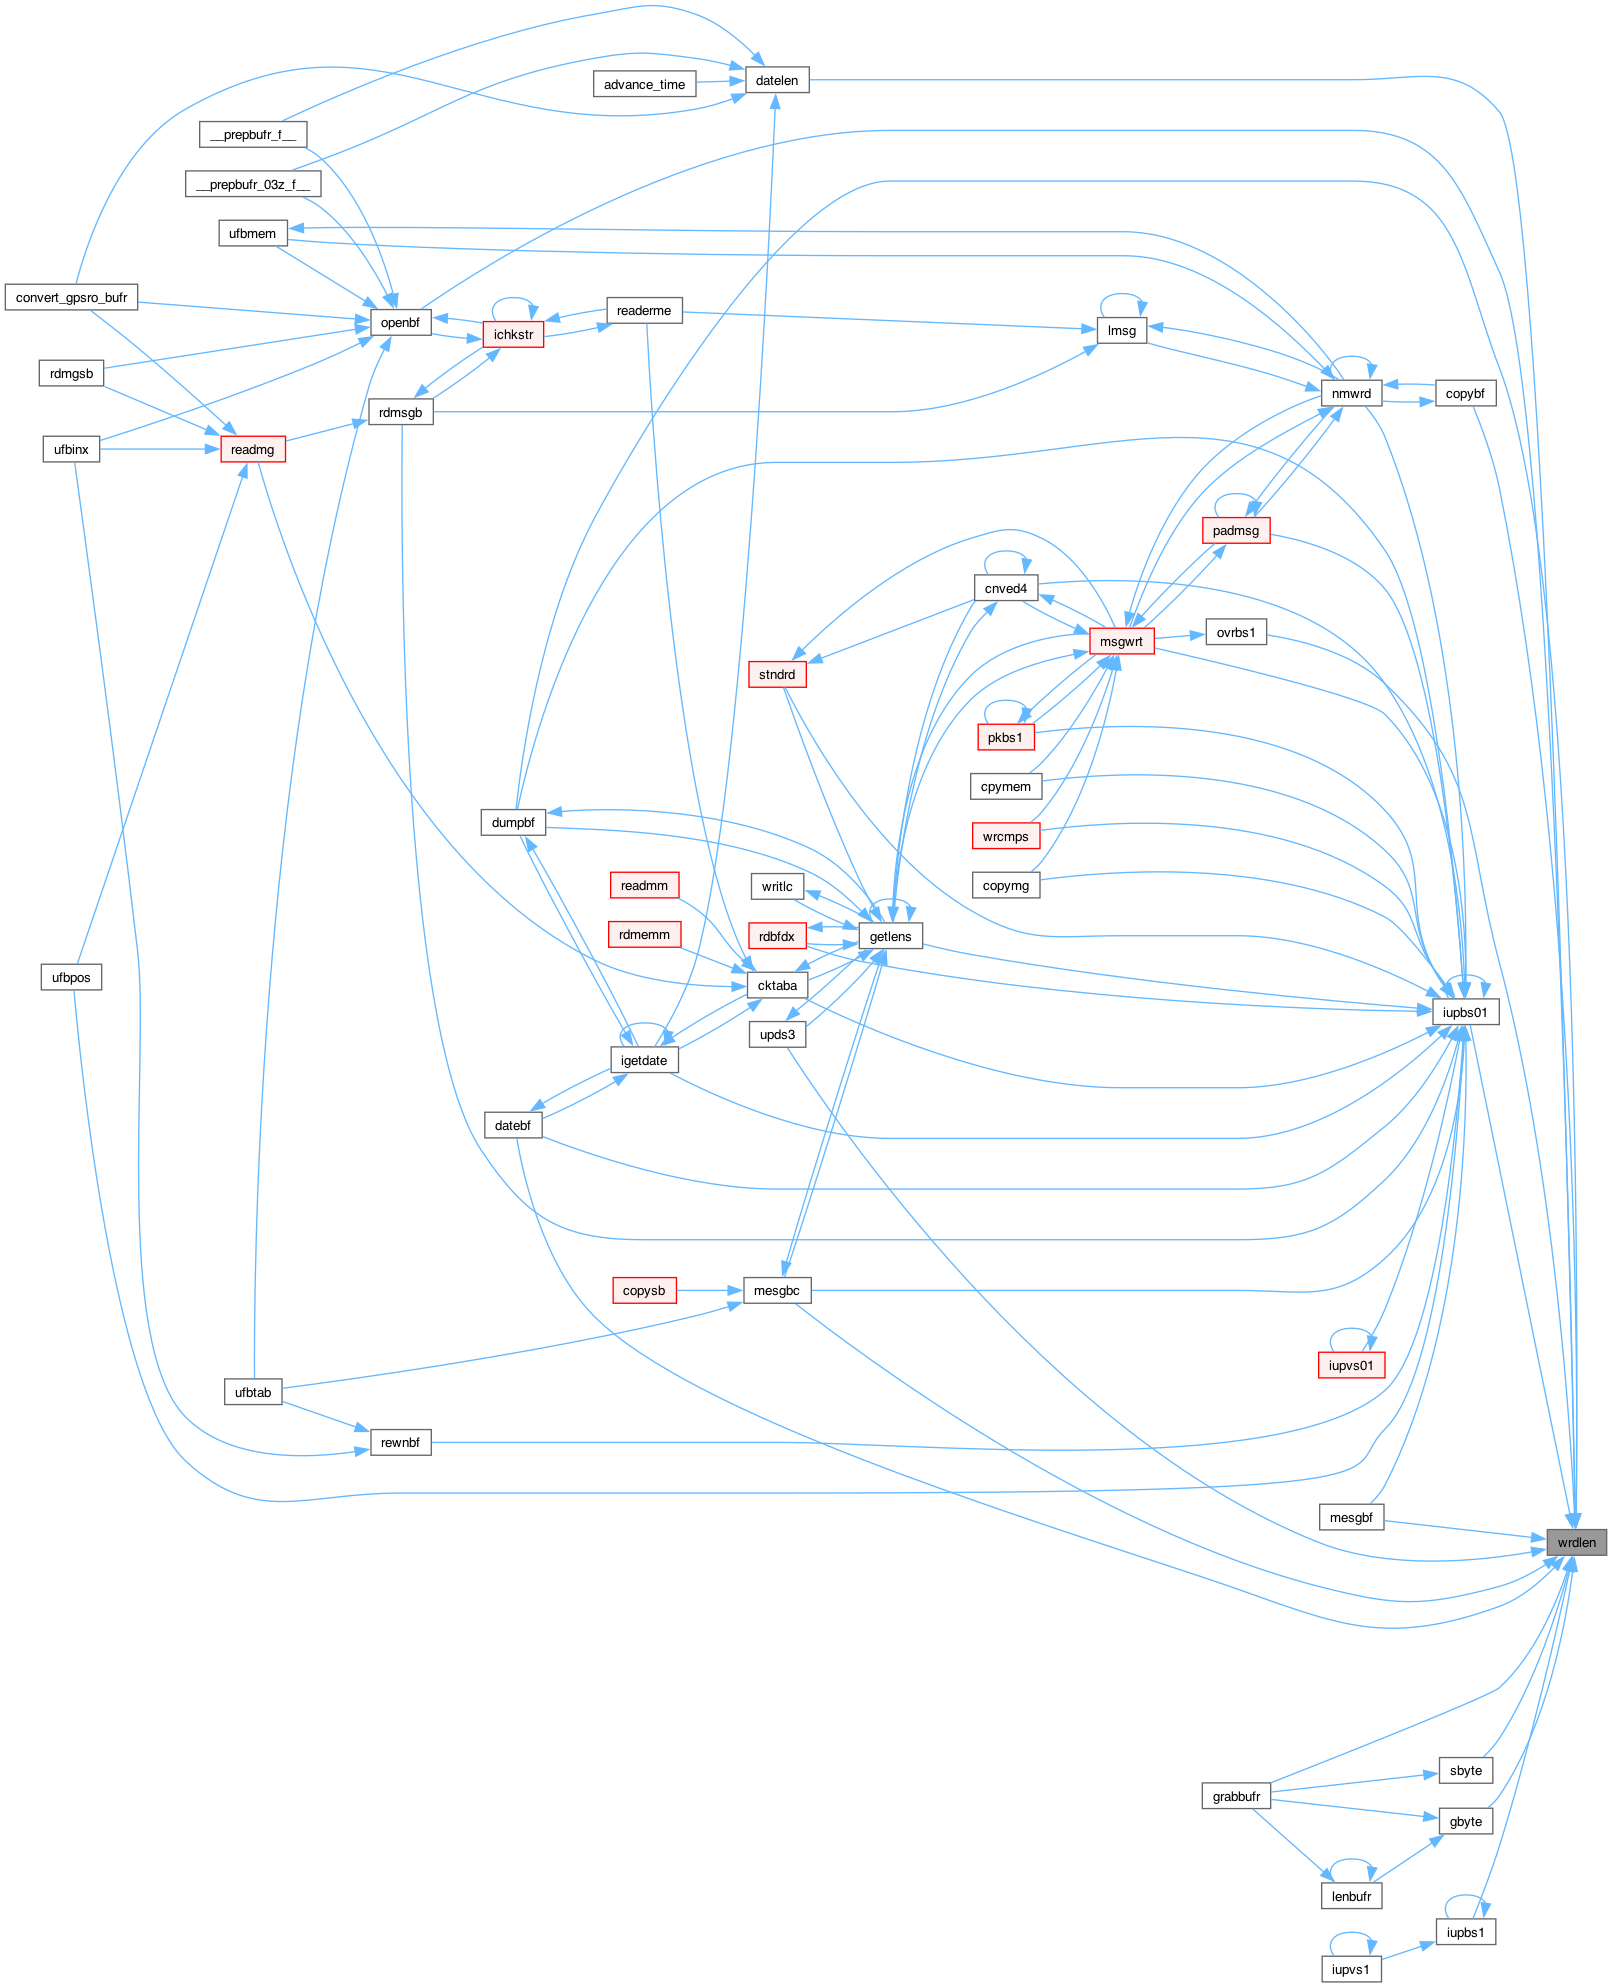 datelen
advance_time
__prepbufr_f__
__prepbufr_03z_f__
ufbmem
convert_gpsro_bufr
openbf
ichkstr
readerme
lmsg
rdmgsb
nmwrd
copybf
rdmsgb
ufbinx
readmg
padmsg
cnved4
ovrbs1
msgwrt
stndrd
pkbs1
cpymem
dumpbf
wrcmps
readmm
writlc
copymg
rdmemm
rdbfdx
getlens
ufbpos
cktaba
iupbs01
upds3
igetdate
datebf
copysb
mesgbc
iupvs01
ufbtab
rewnbf
mesgbf
wrdlen
sbyte
grabbufr
gbyte
lenbufr
iupbs1
iupvs1